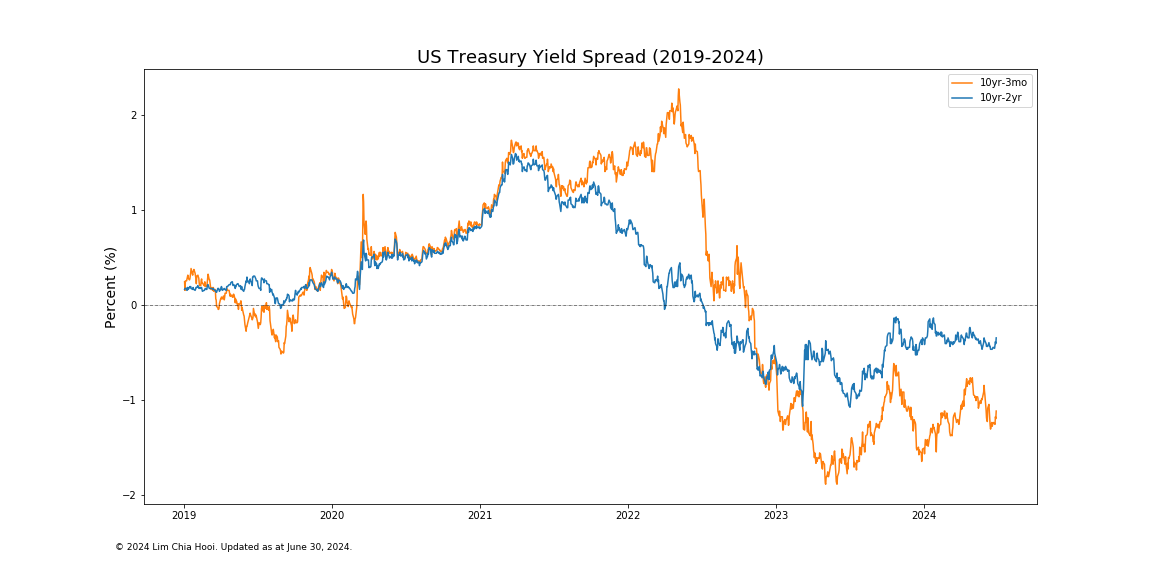 US Treasury Yield Spread (2019-2024)
10yr-3mo
10yr-2yr
Percent (%)
2
1
0
−1
−2
2019
2020
2021
2022
2023
2024
© 2024 Lim Chia Hooi. Updated as at June 30, 2024.